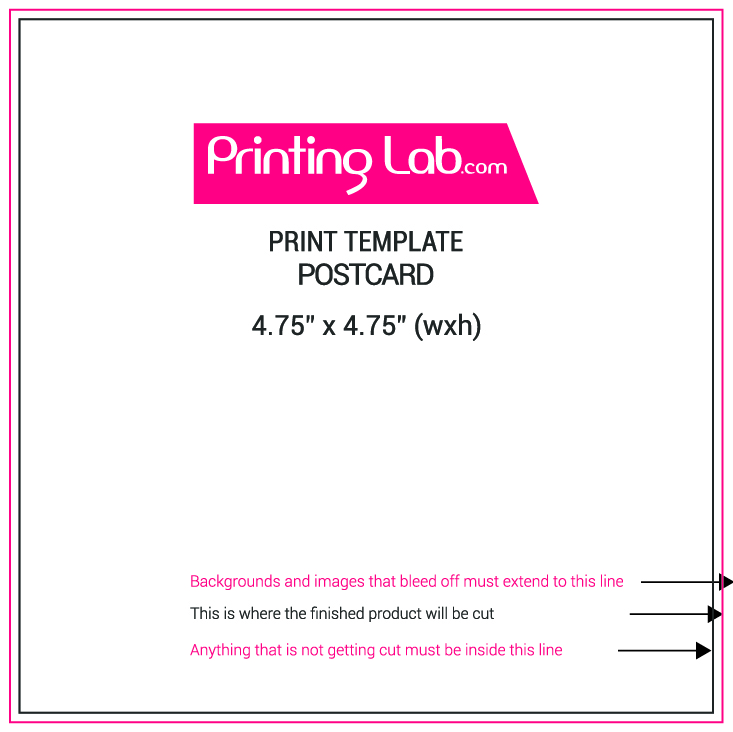 Printing Lab.com
PRINT TEMPLATE
POSTCARD
4.75" x 4.75" (wxh)
Backgrounds and images that bleed off must extend to this line
This is where the finished product will be cut
Anything that is not getting cut must be inside this line